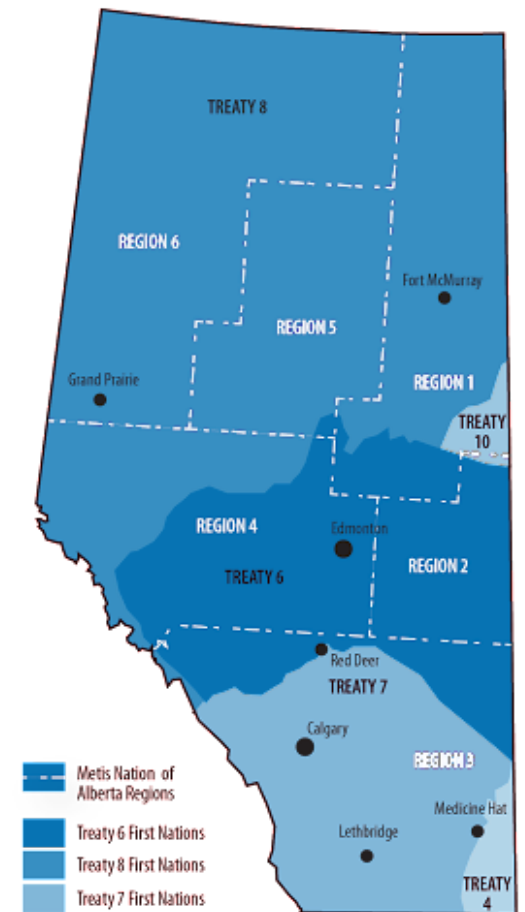 TREATY 8
REGION 6
Fort McMurray
REGION 5
Grand Prairie
REGION 1
TREATY
10
REGION 4
Edmonton
REGION 2
TREATY 6
Red Deer
TREATY 7
Calgary
REGION 3
Medicine Hat
Lethbridge
TREATY
4
Metis Nation of
Alberta Regions
Treaty 6 First Nations
Treaty 8 First Nations
Treaty 7 First Nations